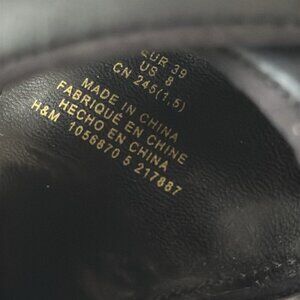 EUR 39
US 8
CN 245(1.5)
MADE IN CHINA
FABRIQUÉ EN CHINE
HECHO EN CHINA
H&M 1056870 5 217887